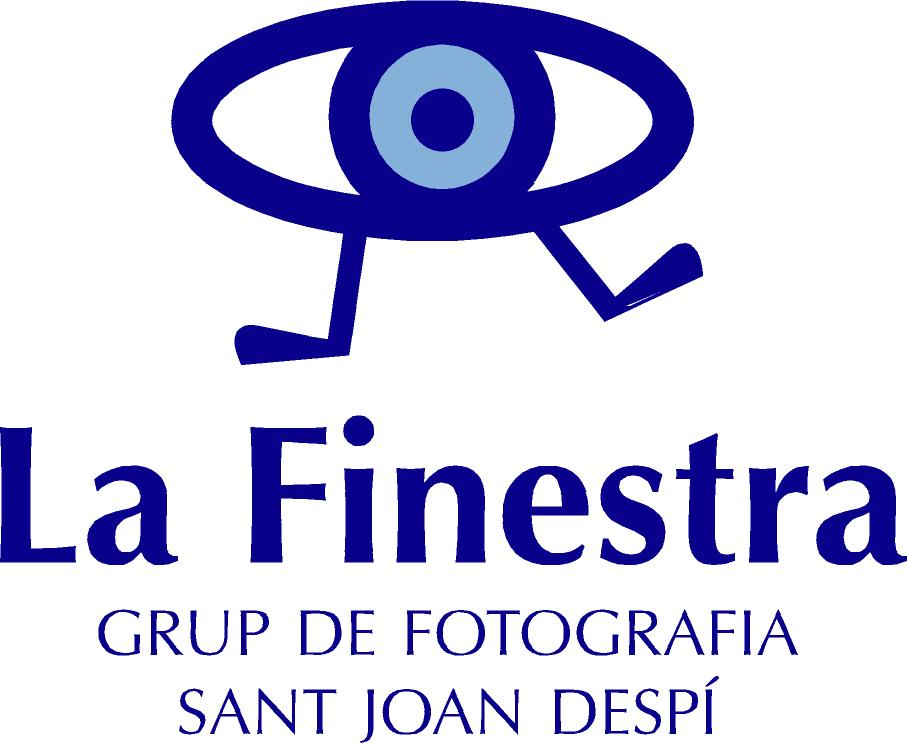 La Finestra
GRUP DE FOTOGRAFIA
SANT JOAN DESPÍ